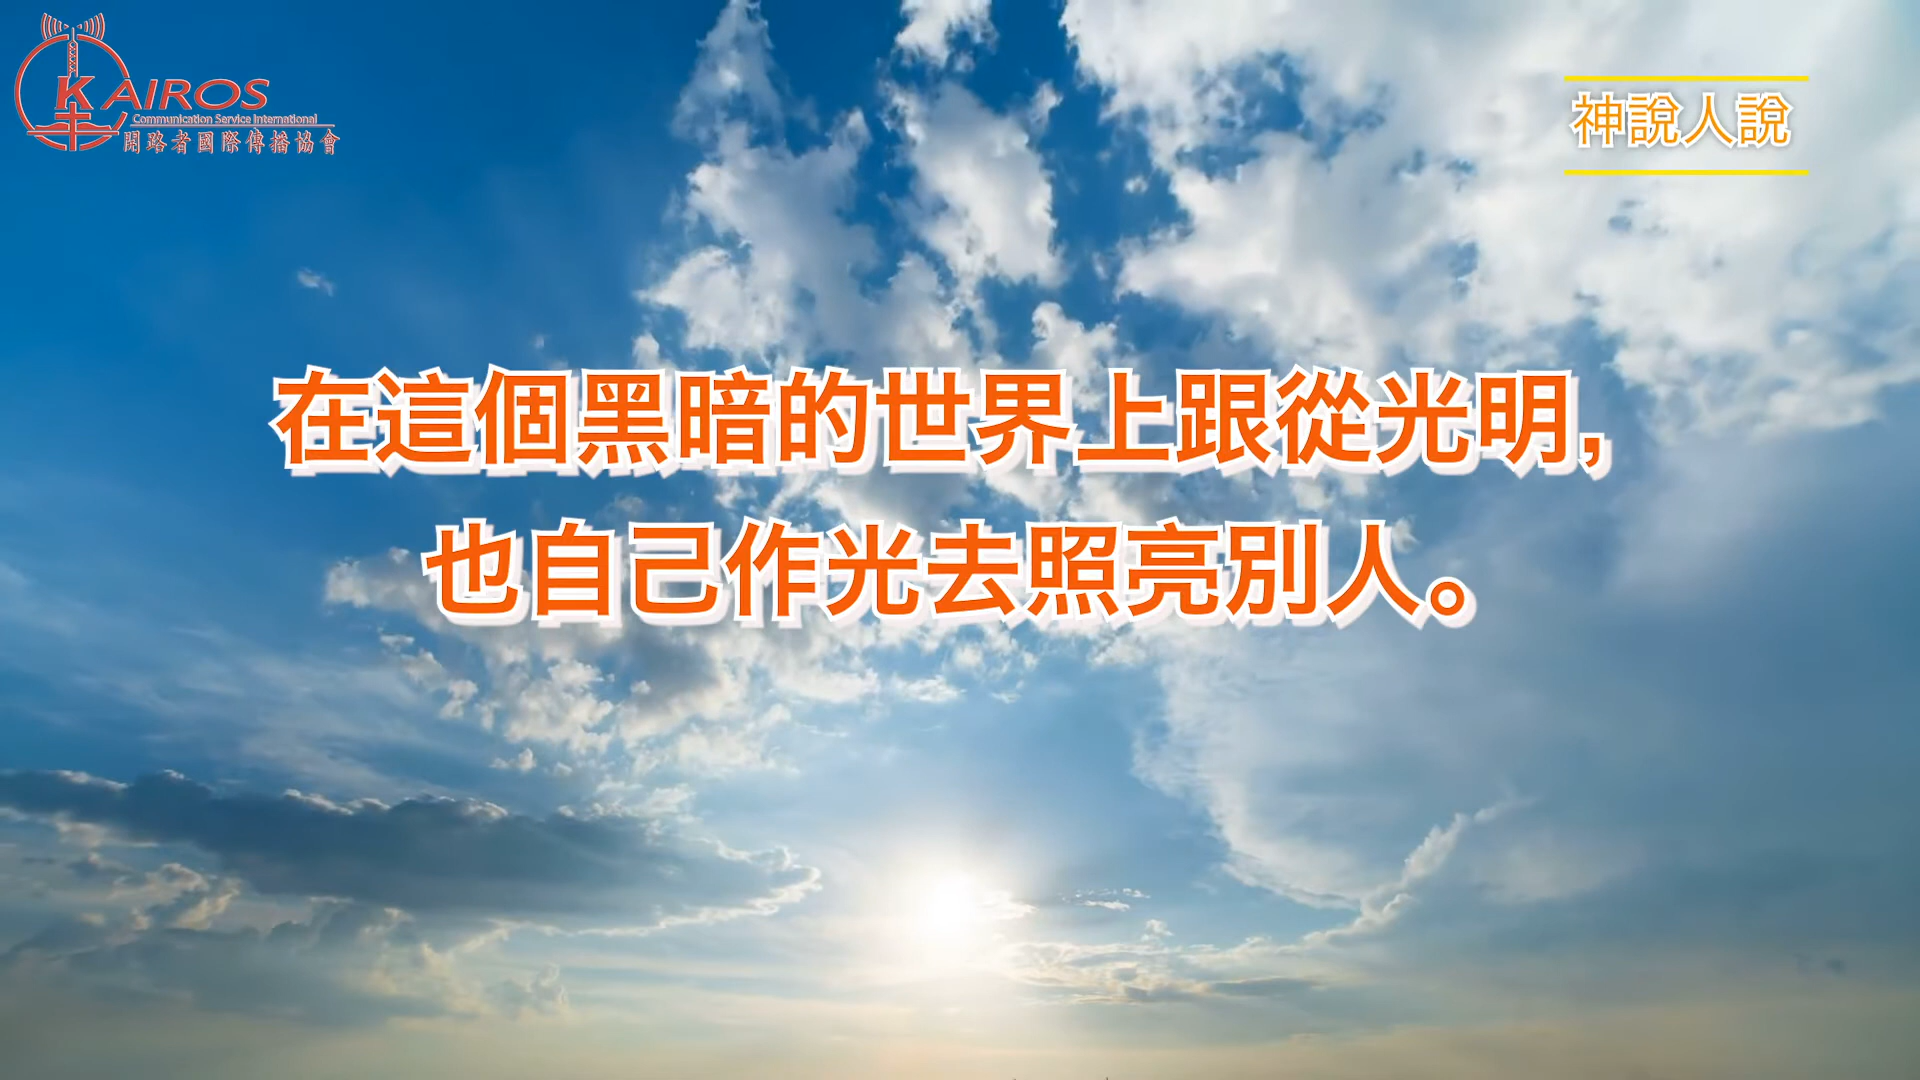 KAIROS
Communication Service International
開路者國際傳播協會
神說人說
在這個黑暗的世界上跟從光明,
也自己作光去照亮別人。